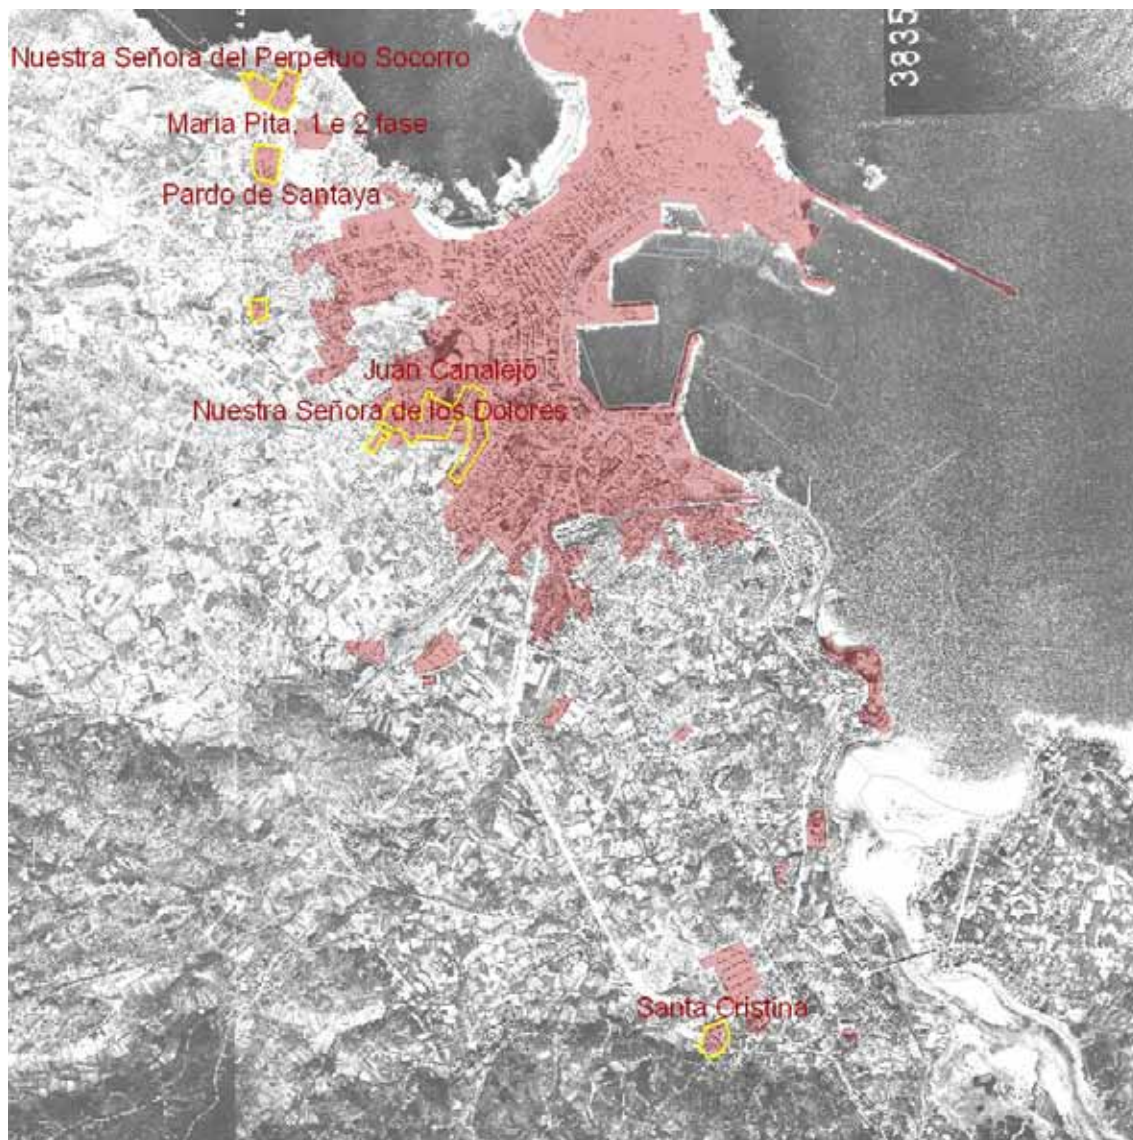 3835
Nuestra Señora del Perpetuo Socorro
Maria Pita, 1 e 2 fase
Pardo de Santaya
Juan Canalejo
Nuestra Señora de los Dolores
Santa Cristina